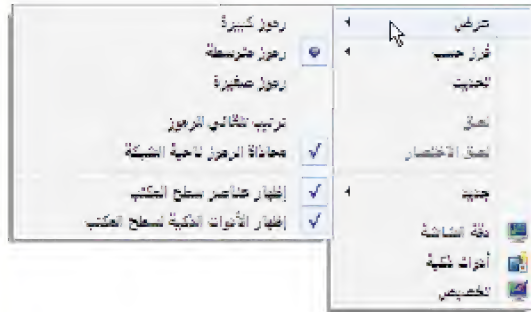 عرض
فرز حسب
تحديث
لصق
لصق الاختصار
جديد
دقة الشاشة
أدوات ذكية
تخصيص
رموز كبيرة
رموز متوسطة
رموز صغيرة
ترتيب تلقائي للرموز
محاذاة الرموز ناحية الشبكة
إظهار عناصر سطح المكتب
إظهار الأدوات الذكية لسطح المكتب